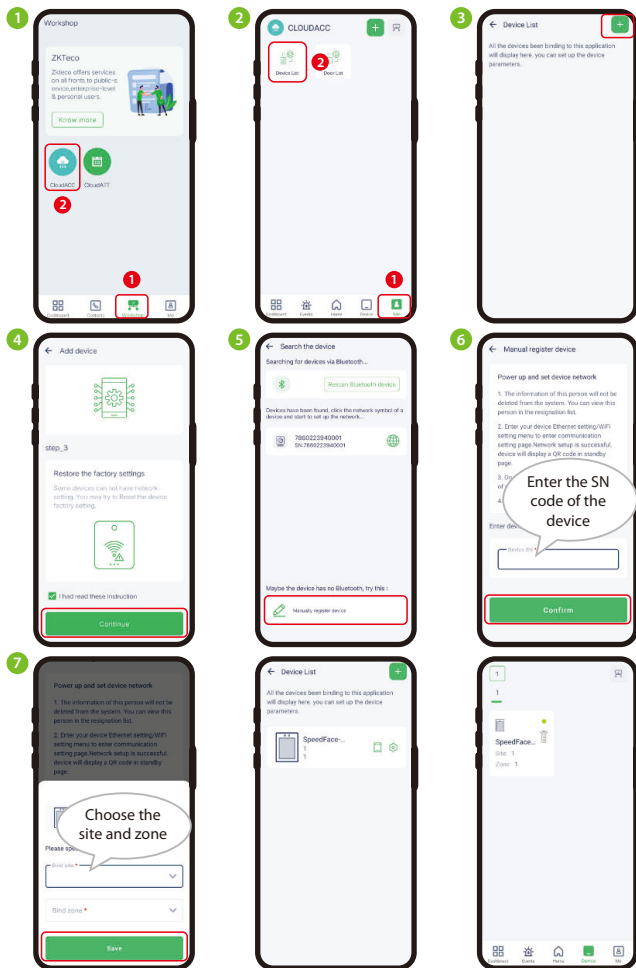 1
Workshop
ZKTeco
Zkteco offers services
on all fronts to public-s
ervice,enterprise-level
& personal users.
Know more
CloudACC CloudATT
2
1
Dashboard Contacts Workshop Me
2
CLOUDACC
+
Device List
Door List
2
1
Dashboard Events Home Device Me
3
← Device List
+
All the devices been binding to this application
will display here, you can set up the device
parameters.
4
← Add device
step_3
Restore the factory settings
Some devices can not have network
setting. You may try to Reset the device
factory setting.
I had read these instruction
Continue
5
← Search the device
Searching for devices via Bluetooth...
Rescan Bluetooth device
Devices have been found, click the network symbol of a
device and start to set up the network.
7860223940001
SN:7860223940001
Maybe the device has no Bluetooth, try this :
Manually register device
6
← Manual register device
Power up and set device network
1. The information of this person will not be
deleted from the system. You can view this
person in the resignation list.
2. Enter your device Ethernet setting/WiFi
setting menu to enter communication
setting page.Network setup is successful,
device will display a QR code in standby
page.
3. On
of
4.
Enter the SN
code of the
device
Enter devi
Device SN *
Confirm
7
Power up and set device network
1. The information of this person will not be
deleted from the system. You can view this
person in the resignation list.
2. Enter your device Ethernet setting/WiFi
setting menu to enter communication
setting page.Network setup is successful,
device will display a QR code in standby
page.
Choose the
site and zone
Please spe
Bind site *
Bind zone *
Save
← Device List
+
All the devices been binding to this application
will display here, you can set up the device
parameters.
SpeedFace-...
1
1
1
1
SpeedFace...
Site: 1
Zone: 1
Dashboard Events Home Device Me